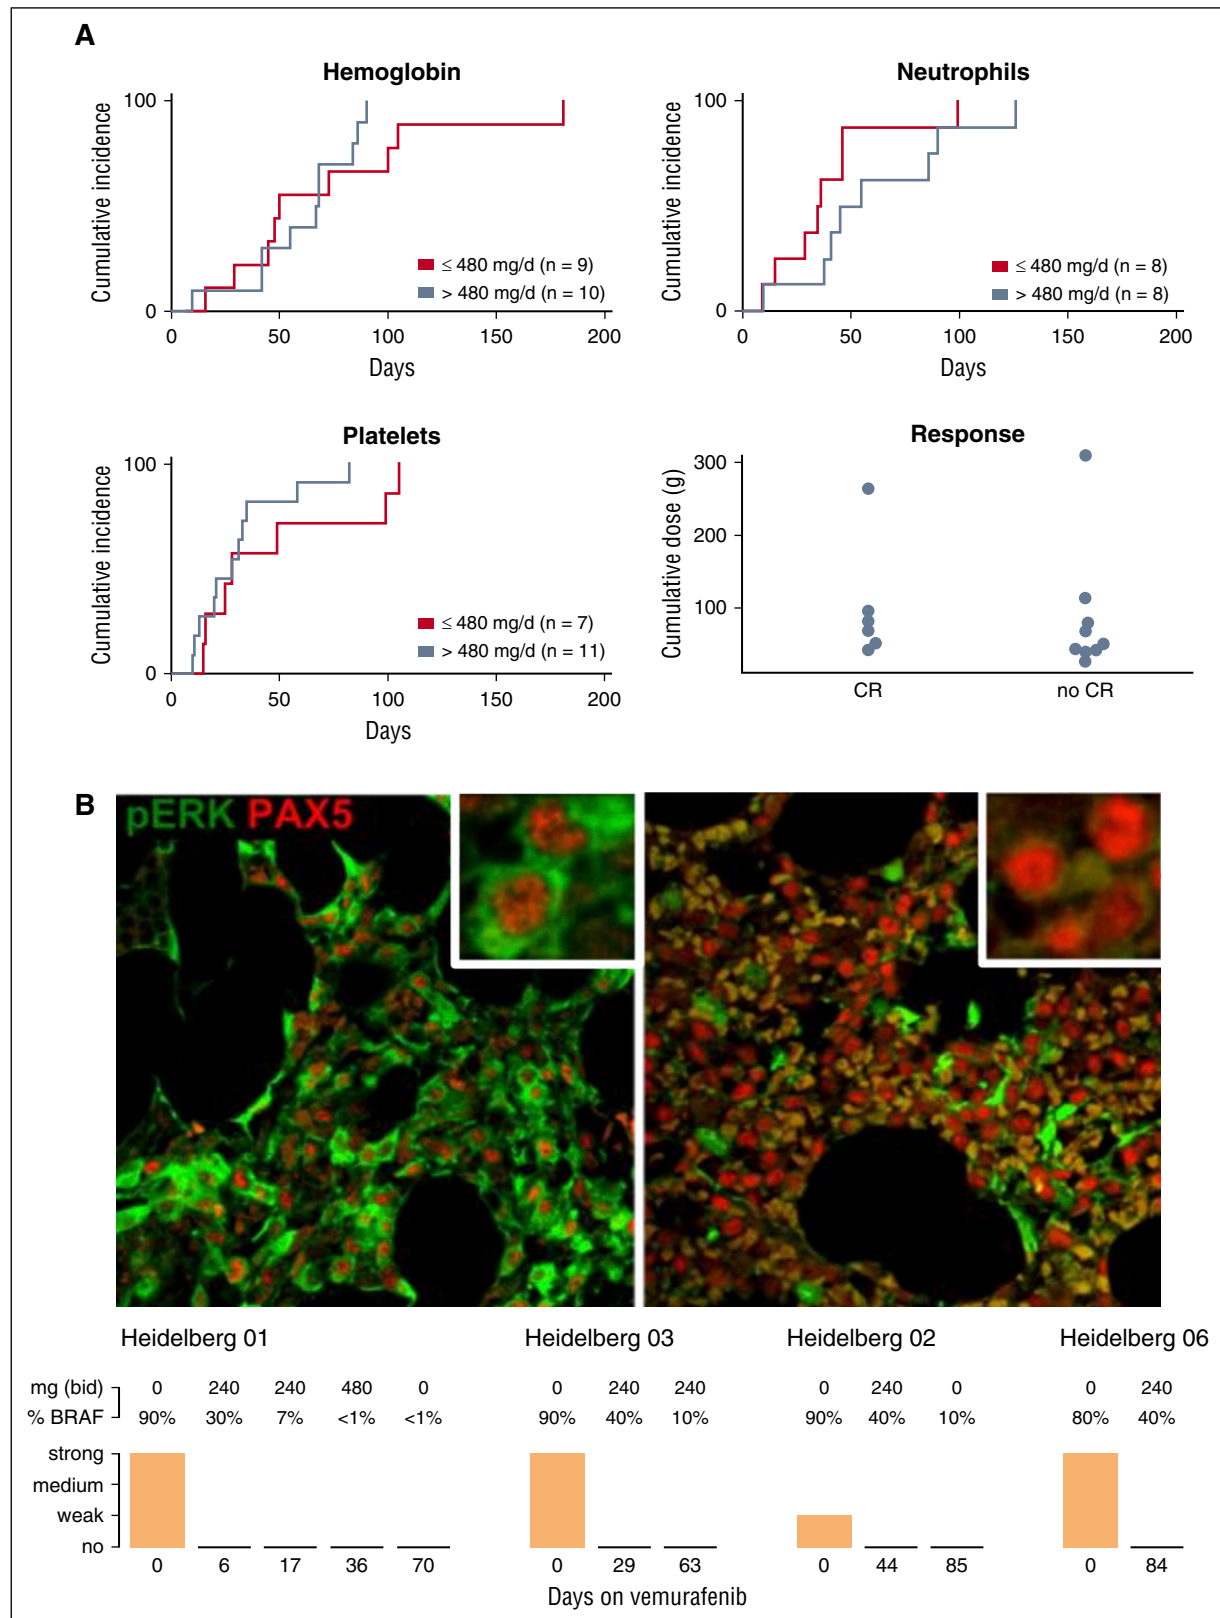 A
Hemoglobin
Cumulative incidence
100
0
≤ 480 mg/d (n = 9)
> 480 mg/d (n = 10)
0 50 100 150 200
Days
Neutrophils
Cumulative incidence
100
0
≤ 480 mg/d (n = 8)
> 480 mg/d (n = 8)
0 50 100 150 200
Days
Platelets
Cumulative incidence
100
0
≤ 480 mg/d (n = 7)
> 480 mg/d (n = 11)
0 50 100 150 200
Days
Response
Cumulative dose (g)
300
200
100
CR no CR
B
pERK PAX5
Heidelberg 01 Heidelberg 03 Heidelberg 02 Heidelberg 06
mg (bid) 0 240 240 480 0 0 240 240 0 240 0 0 240
% BRAF 90% 30% 7% <1% <1% 90% 40% 10% 90% 40% 10% 80% 40%
strong
medium
weak
no
0 6 17 36 70 0 29 63 0 44 85 0 84
Days on vemurafenib